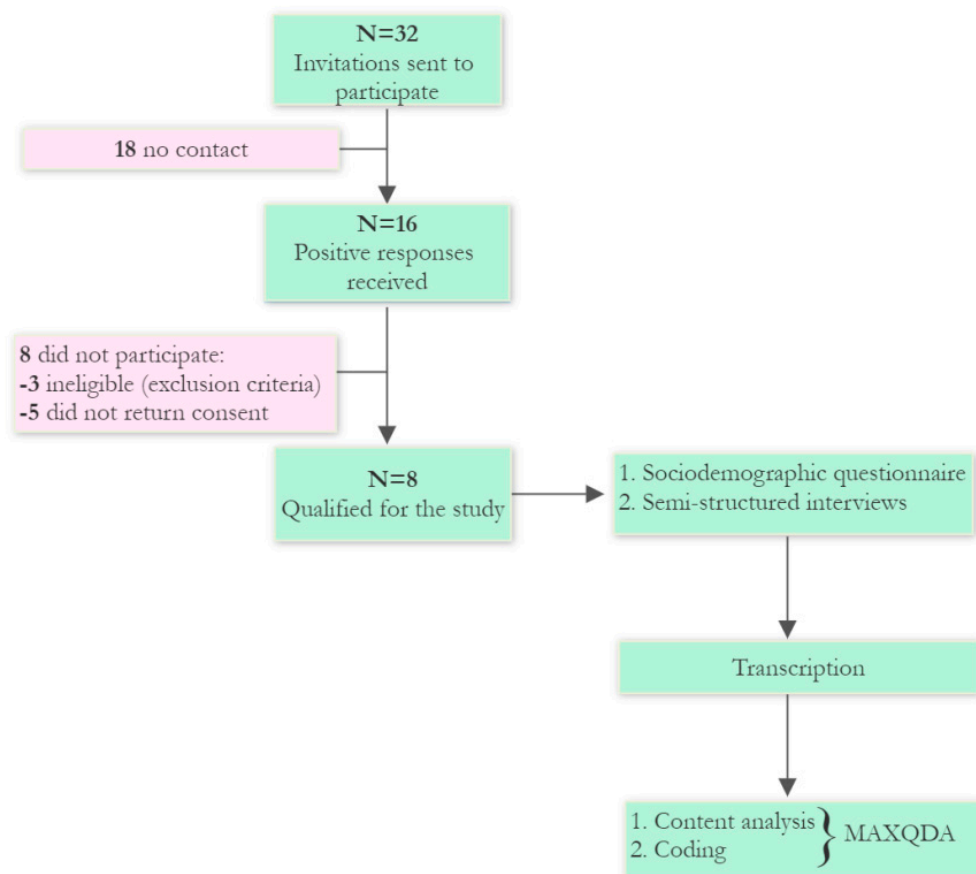 N=32
Invitations sent to
participate
18 no contact
N=16
Positive responses
received
8 did not participate:
-3 ineligible (exclusion criteria)
-5 did not return consent
N=8
Qualified for the study
1. Sociodemographic questionnaire
2. Semi-structured interviews
Transcription
1. Content analysis
2. Coding
} MAXQDA